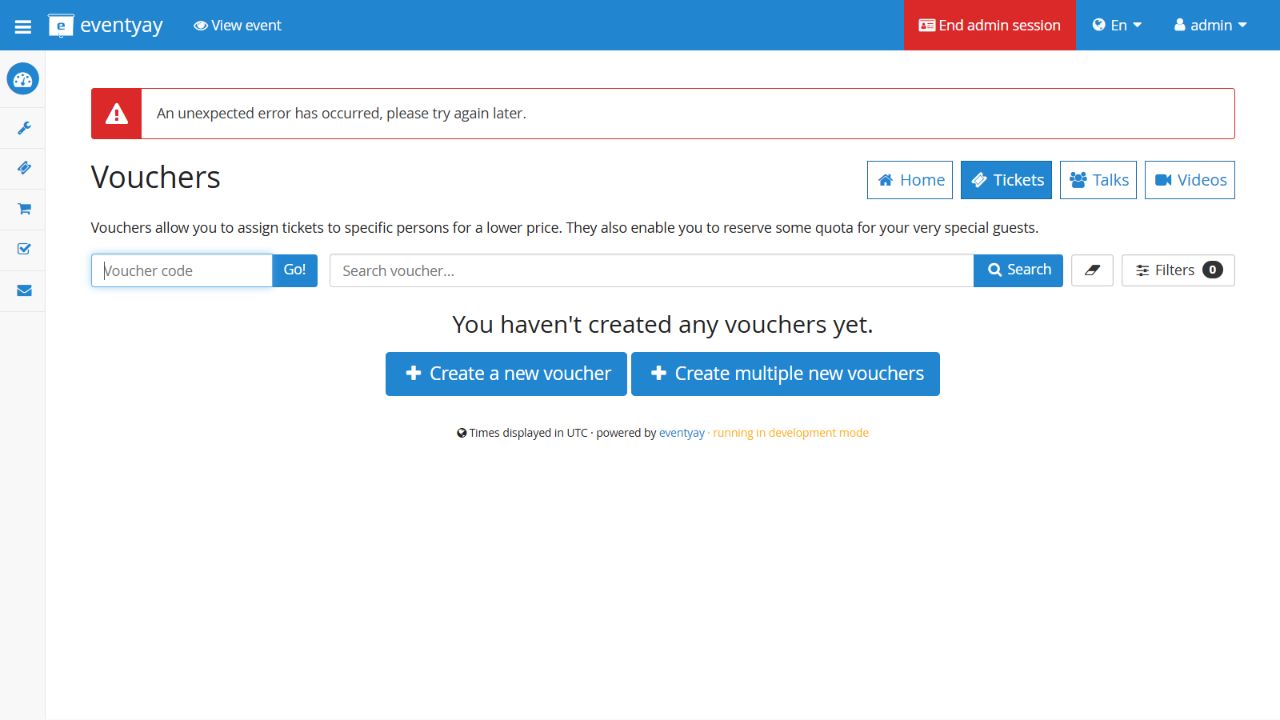 eventyay View event End admin session En admin
An unexpected error has occurred, please try again later.
Vouchers Home Tickets Talks Videos
Vouchers allow you to assign tickets to specific persons for a lower price. They also enable you to reserve some quota for your very special guests.
Voucher code Go! Search voucher... Search Filters 0
You haven't created any vouchers yet.
Create a new voucher Create multiple new vouchers
Times displayed in UTC · powered by eventyay · running in development mode